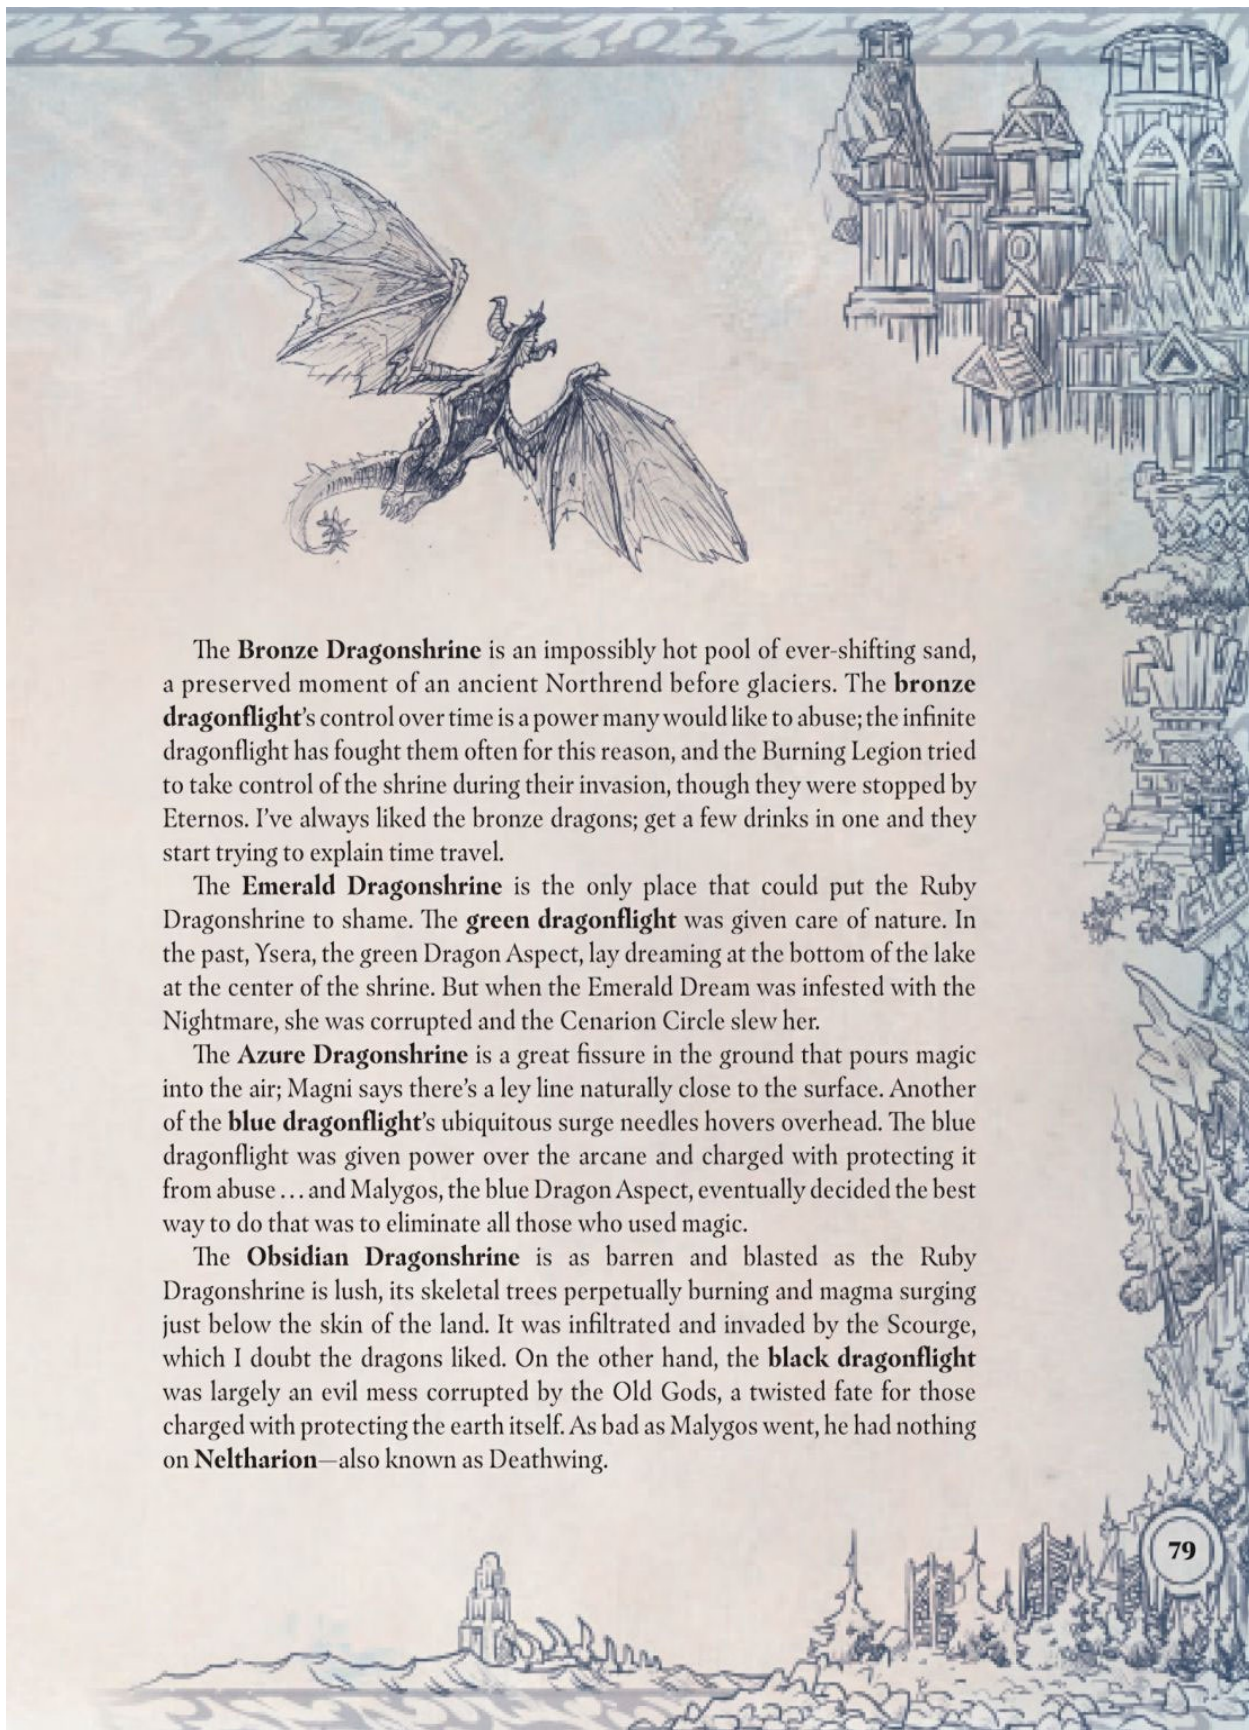 The Bronze Dragonshrine is an impossibly hot pool of ever-shifting sand,
a preserved moment of an ancient Northrend before glaciers. The bronze
dragonflight’s control over time is a power many would like to abuse; the infinite
dragonflight has fought them often for this reason, and the Burning Legion tried
to take control of the shrine during their invasion, though they were stopped by
Eternos. I’ve always liked the bronze dragons; get a few drinks in one and they
start trying to explain time travel.
The Emerald Dragonshrine is the only place that could put the Ruby
Dragonshrine to shame. The green dragonflight was given care of nature. In
the past, Ysera, the green Dragon Aspect, lay dreaming at the bottom of the lake
at the center of the shrine. But when the Emerald Dream was infested with the
Nightmare, she was corrupted and the Cenarion Circle slew her.
The Azure Dragonshrine is a great fissure in the ground that pours magic
into the air; Magni says there’s a ley line naturally close to the surface. Another
of the blue dragonflight’s ubiquitous surge needles hovers overhead. The blue
dragonflight was given power over the arcane and charged with protecting it
from abuse . . . and Malygos, the blue Dragon Aspect, eventually decided the best
way to do that was to eliminate all those who used magic.
The Obsidian Dragonshrine is as barren and blasted as the Ruby
Dragonshrine is lush, its skeletal trees perpetually burning and magma surging
just below the skin of the land. It was infiltrated and invaded by the Scourge,
which I doubt the dragons liked. On the other hand, the black dragonflight
was largely an evil mess corrupted by the Old Gods, a twisted fate for those
charged with protecting the earth itself. As bad as Malygos went, he had nothing
on Neltharion—also known as Deathwing.
79